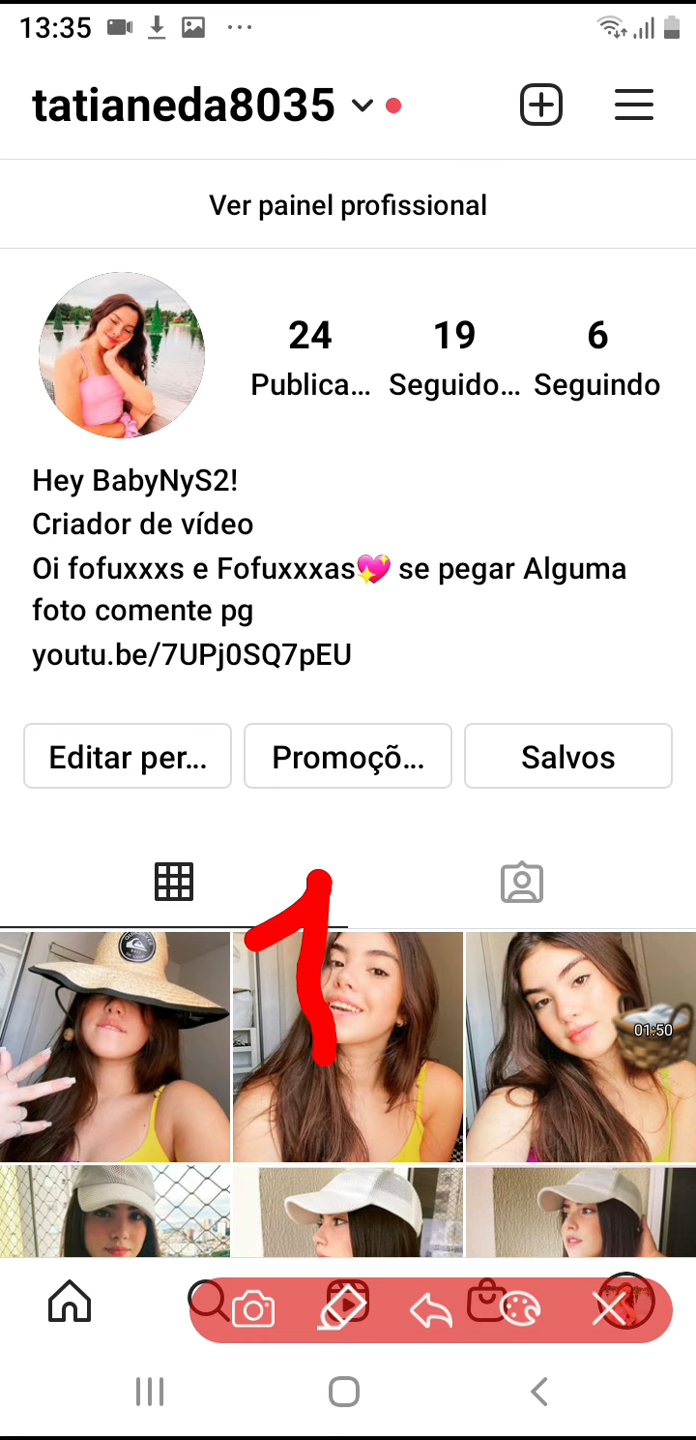 13:35
tatianeda8035
Ver painel profissional
24 19 6
Publica... Seguido... Seguindo
Hey BabyNyS2!
Criador de vídeo
Oi fofuxxxs e Fofuxxxas💖 se pegar Alguma
foto comente pg
youtu.be/7UPj0SQ7pEU
Editar per... Promoçõ... Salvos
1
01:50